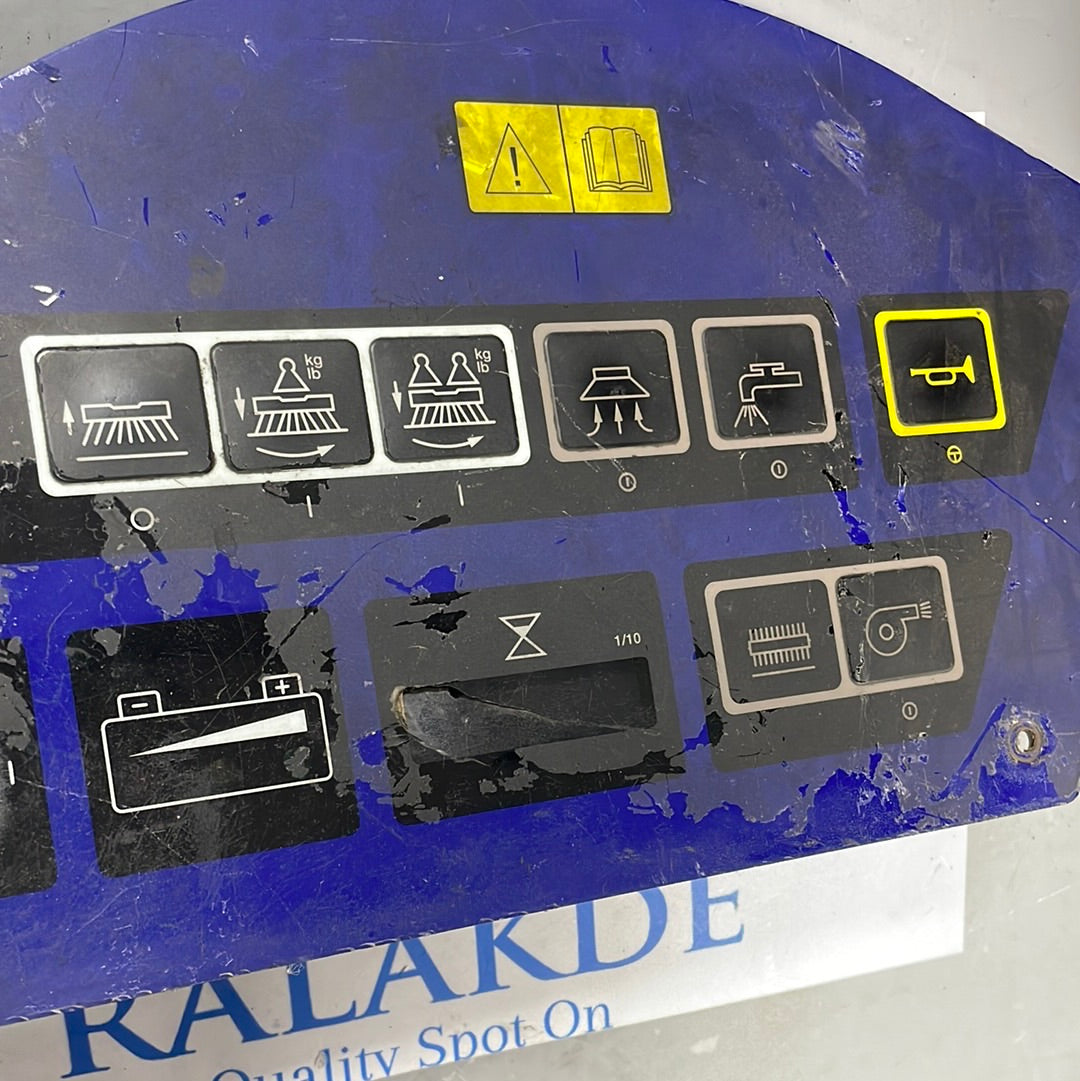 kg
lb
kg
lb
1/10
RALAKDE
Quality Spot On